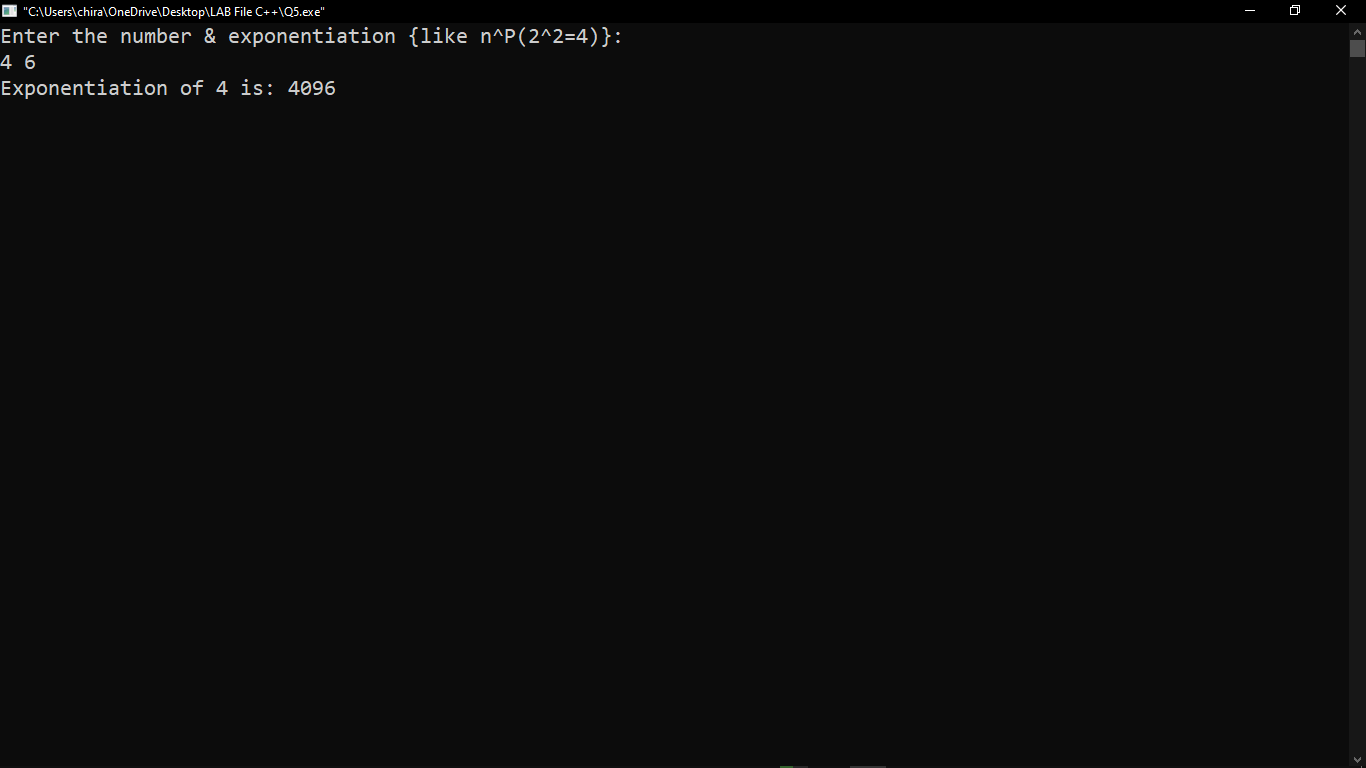 "C:\Users\chira\OneDrive\Desktop\LAB File C++\Q5.exe"
Enter the number & exponentiation {like n^P(2^2=4)}:
4 6
Exponentiation of 4 is: 4096